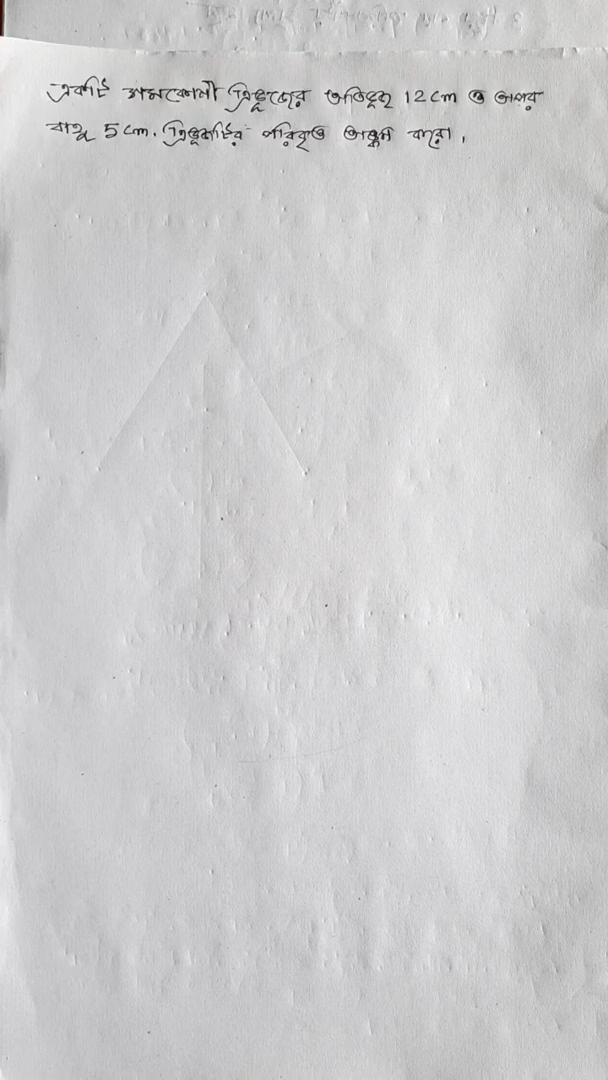 একটি সমকোণী ত্রিভূজের অতিভূজ 12 cm ও অপর
বাহু 5 cm. ত্রিভূজটির পরিবৃত্ত অঙ্কন করো।